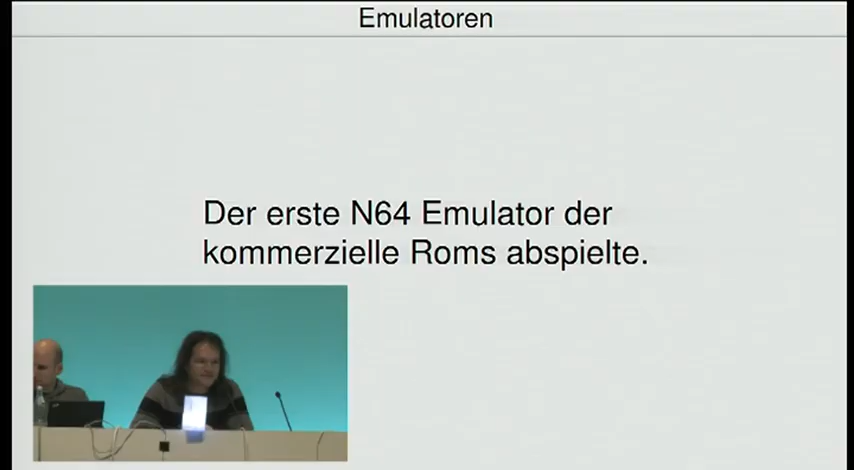 Emulatoren
Der erste N64 Emulator der
kommerzielle Roms abspielte.